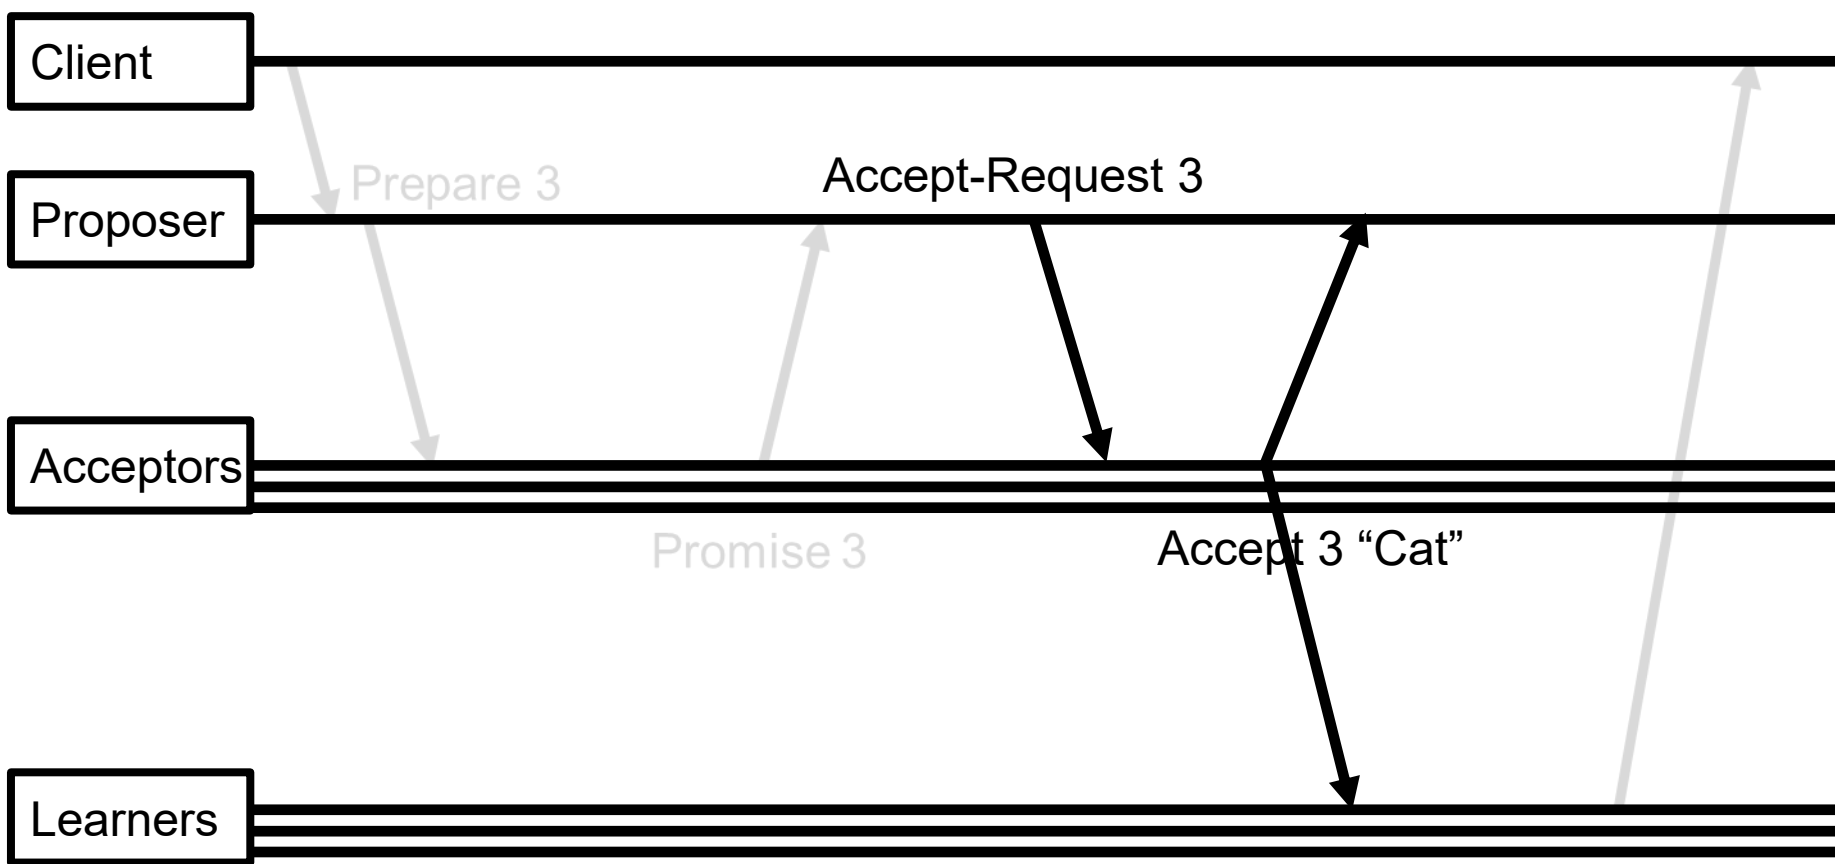 Client
Prepare 3
Accept-Request 3
Proposer
Acceptors
Promise 3
Accept 3 “Cat”
Learners